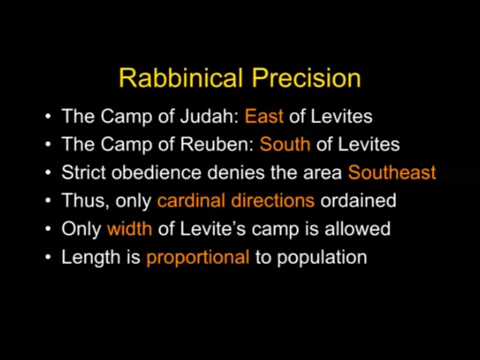 Rabbinical Precision
• The Camp of Judah: East of Levites
• The Camp of Reuben: South of Levites
• Strict obedience denies the area Southeast
• Thus, only cardinal directions ordained
• Only width of Levite's camp is allowed
• Length is proportional to population